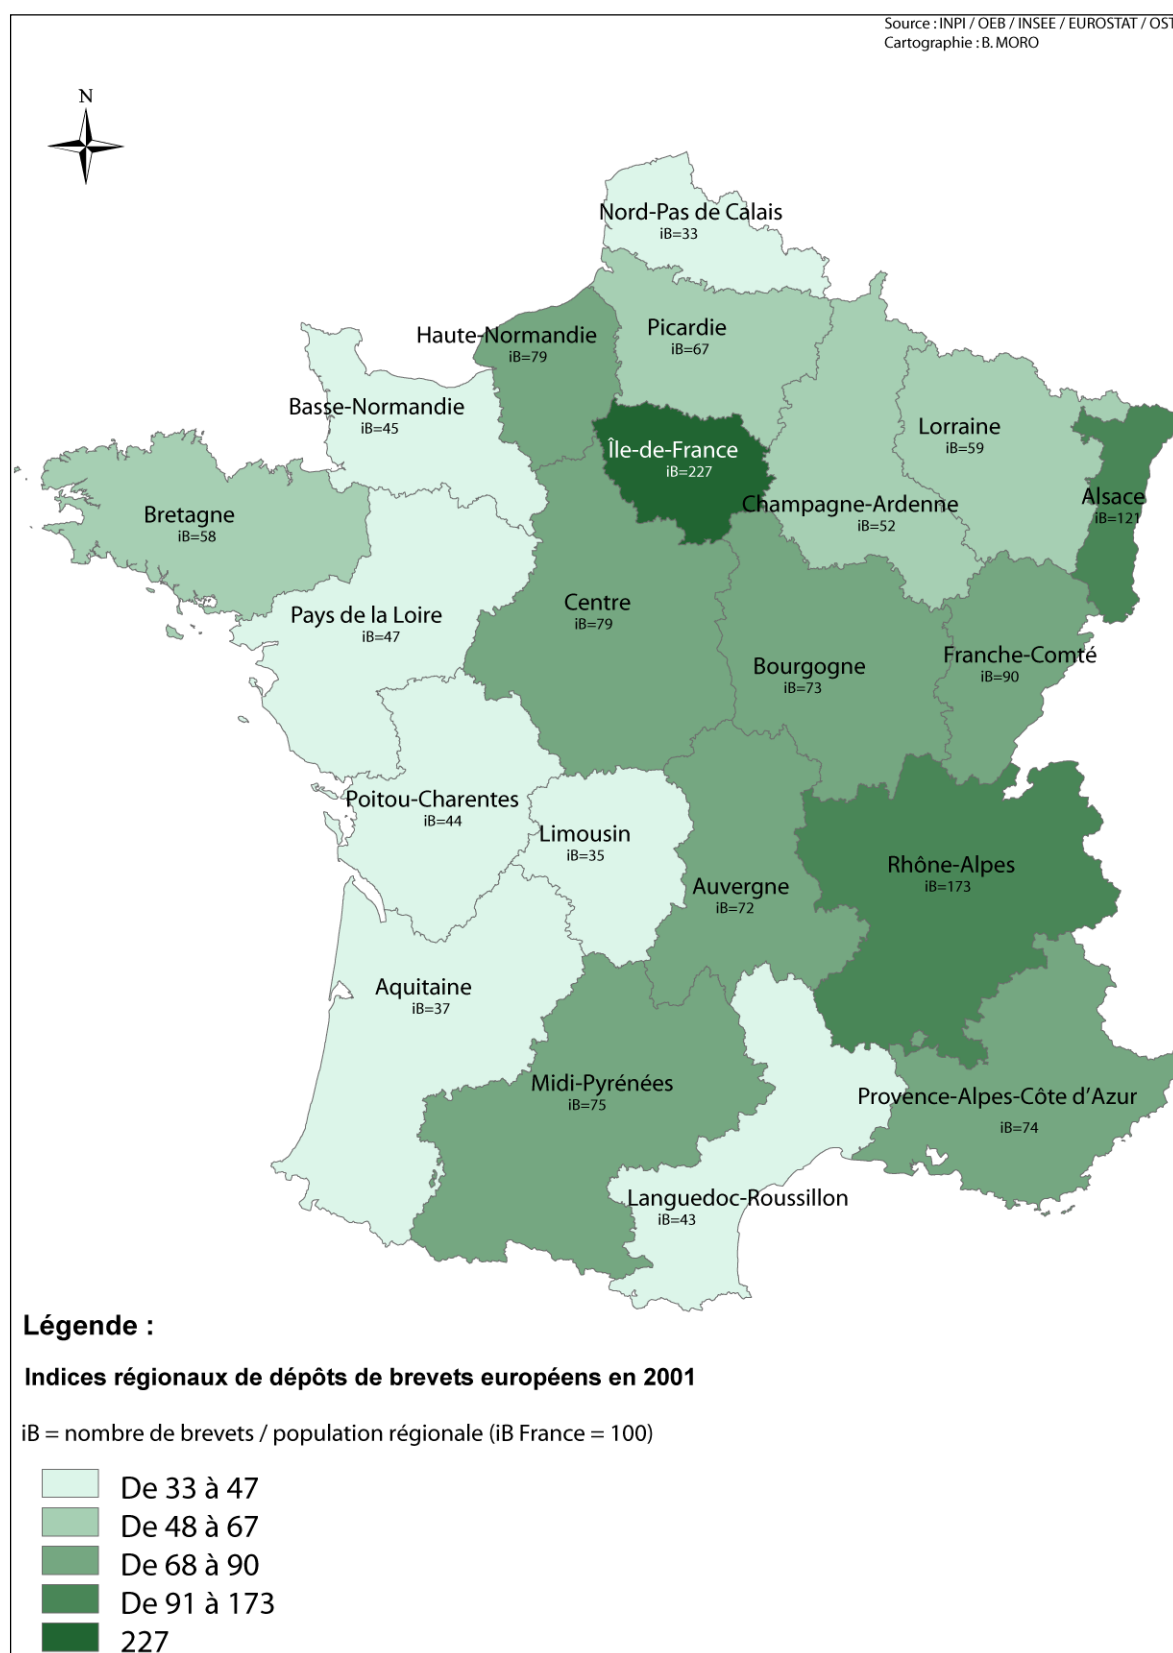 Source : INPI / OEB / INSEE / EUROSTAT / OST
Cartographie : B. MORO
N
Nord-Pas de Calais
iB=33
Picardie
iB=67
Haute-Normandie
iB=79
Basse-Normandie
iB=45
Île-de-France
iB=227
Lorraine
iB=59
Champagne-Ardenne
iB=52
Alsace
iB=121
Bretagne
iB=58
Pays de la Loire
iB=47
Centre
iB=79
Bourgogne
iB=73
Franche-Comté
iB=90
Poitou-Charentes
iB=44
Limousin
iB=35
Auvergne
iB=72
Rhône-Alpes
iB=173
Aquitaine
iB=37
Midi-Pyrénées
iB=75
Provence-Alpes-Côte d’Azur
iB=74
Languedoc-Roussillon
iB=43
Légende :
Indices régionaux de dépôts de brevets européens en 2001
iB = nombre de brevets / population régionale (iB France = 100)
De 33 à 47
De 48 à 67
De 68 à 90
De 91 à 173
227